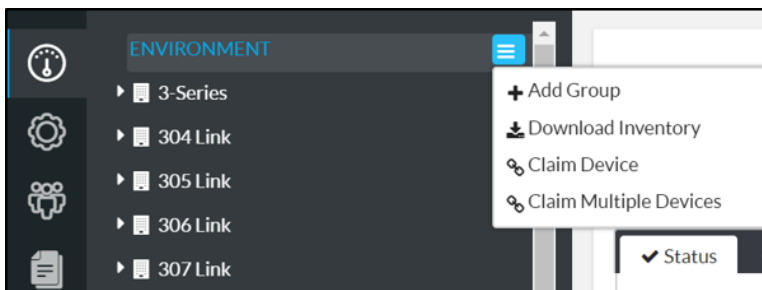 ENVIRONMENT
3-Series
304 Link
305 Link
306 Link
307 Link
Add Group
Download Inventory
Claim Device
Claim Multiple Devices
Status